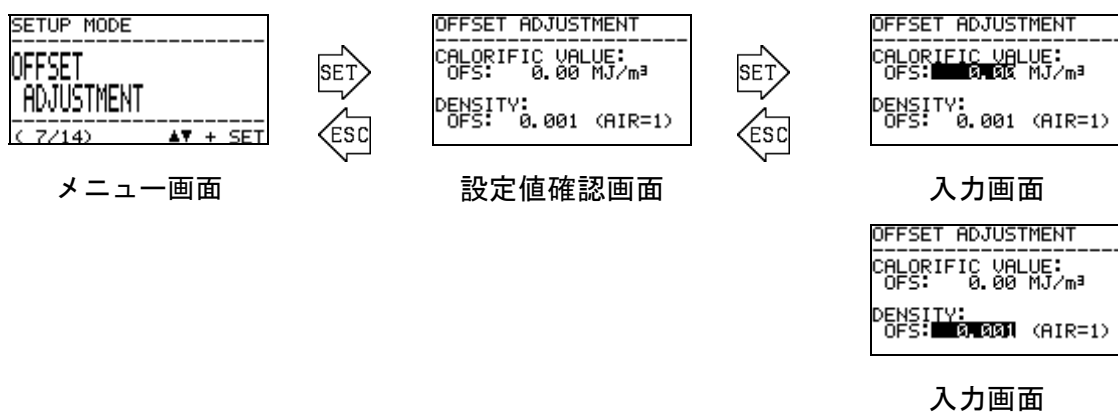 SETUP MODE
OFFSET
ADJUSTMENT
( 7/14) ▲▼ + SET
メニュー画面
SET
ESC
OFFSET ADJUSTMENT
CALORIFIC VALUE:
OFS: 0.00 MJ/m³
DENSITY:
OFS: 0.001 (AIR=1)
設定値確認画面
SET
ESC
OFFSET ADJUSTMENT
CALORIFIC VALUE:
OFS: 0.00 MJ/m³
DENSITY:
OFS: 0.001 (AIR=1)
入力画面
OFFSET ADJUSTMENT
CALORIFIC VALUE:
OFS: 0.00 MJ/m³
DENSITY:
OFS: 0.001 (AIR=1)
入力画面